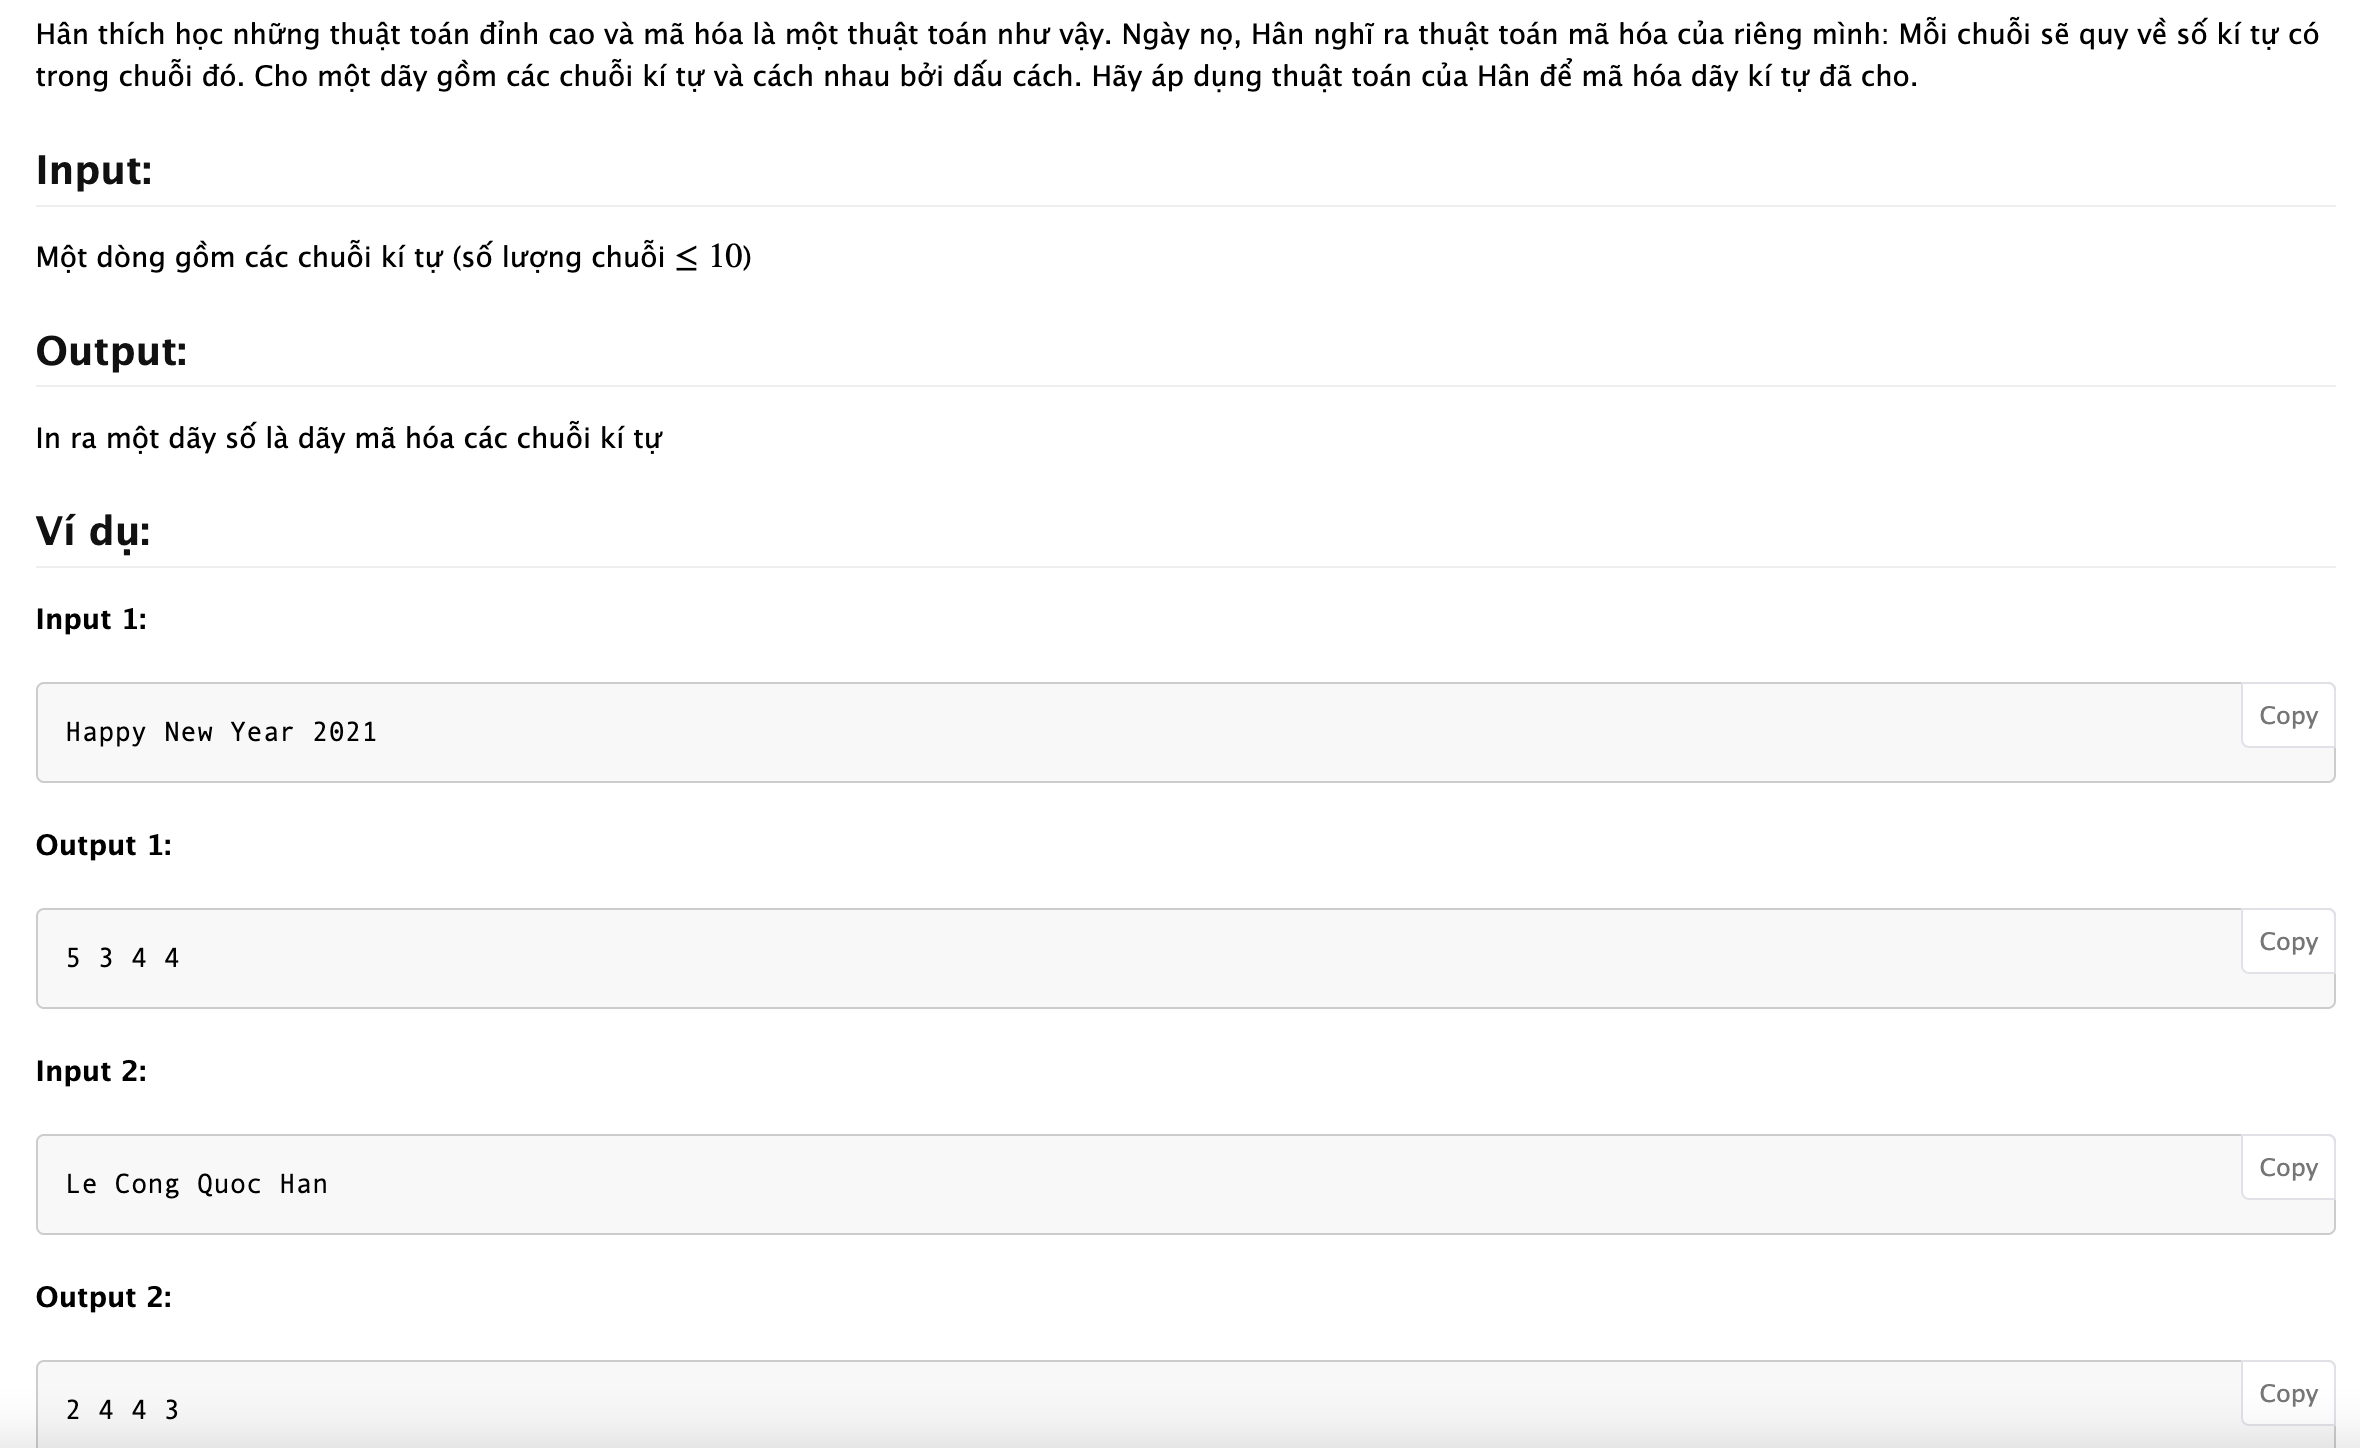 Hân thích học những thuật toán đỉnh cao và mã hóa là một thuật toán như vậy. Ngày nọ, Hân nghĩ ra thuật toán mã hóa của riêng mình: Mỗi chuỗi sẽ quy về số kí tự có
trong chuỗi đó. Cho một dãy gồm các chuỗi kí tự và cách nhau bởi dấu cách. Hãy áp dụng thuật toán của Hân để mã hóa dãy kí tự đã cho.
Input:
Một dòng gồm các chuỗi kí tự (số lượng chuỗi ≤ 10)
Output:
In ra một dãy số là dãy mã hóa các chuỗi kí tự
Ví dụ:
Input 1:
Copy
Happy New Year 2021
Output 1:
Copy
5 3 4 4
Input 2:
Copy
Le Cong Quoc Han
Output 2:
Copy
2 4 4 3